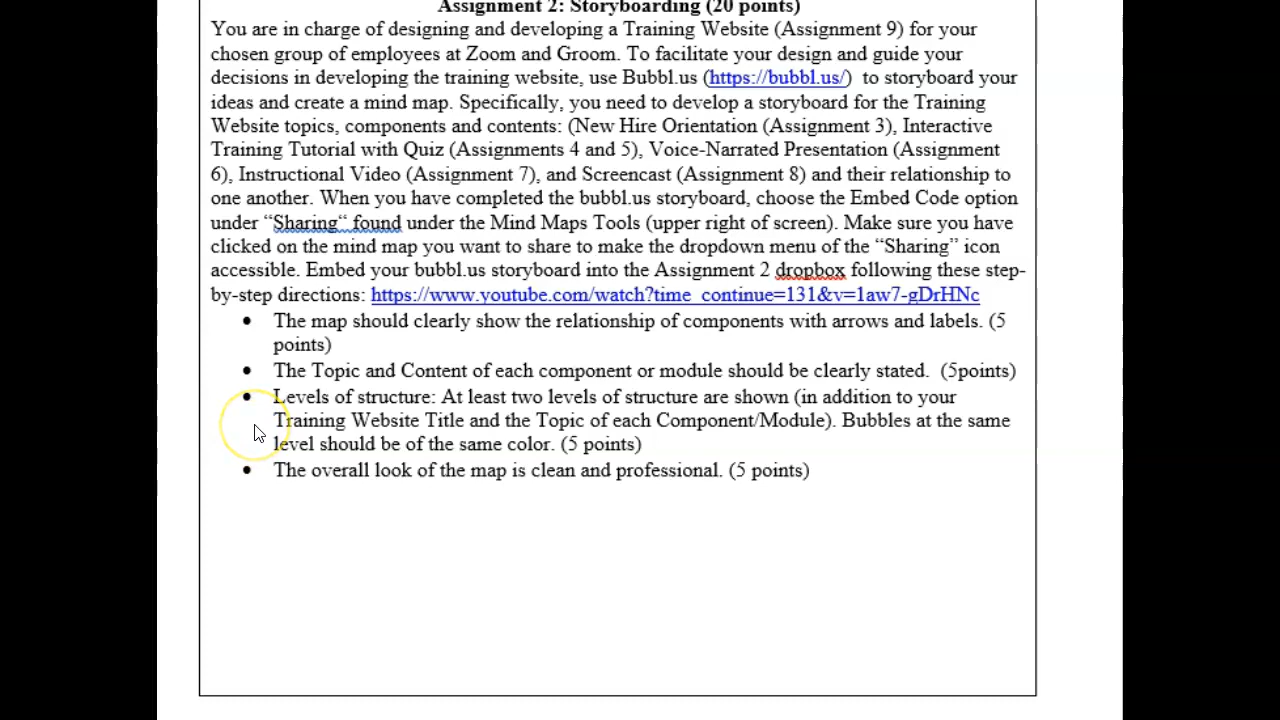 Assignment 2: Storyboarding (20 points)
You are in charge of designing and developing a Training Website (Assignment 9) for your
chosen group of employees at Zoom and Groom. To facilitate your design and guide your
decisions in developing the training website, use Bubbl.us (https://bubbl.us/)  to storyboard your
ideas and create a mind map. Specifically, you need to develop a storyboard for the Training
Website topics, components and contents: (New Hire Orientation (Assignment 3), Interactive
Training Tutorial with Quiz (Assignments 4 and 5), Voice-Narrated Presentation (Assignment
6), Instructional Video (Assignment 7), and Screencast (Assignment 8) and their relationship to
one another. When you have completed the bubbl.us storyboard, choose the Embed Code option
under “Sharing“ found under the Mind Maps Tools (upper right of screen). Make sure you have
clicked on the mind map you want to share to make the dropdown menu of the “Sharing” icon
accessible. Embed your bubbl.us storyboard into the Assignment 2 dropbox following these step-
by-step directions: https://www.youtube.com/watch?time_continue=131&v=1aw7-gDrHNc
• The map should clearly show the relationship of components with arrows and labels. (5
points)
• The Topic and Content of each component or module should be clearly stated.  (5points)
• Levels of structure: At least two levels of structure are shown (in addition to your
Training Website Title and the Topic of each Component/Module). Bubbles at the same
level should be of the same color. (5 points)
• The overall look of the map is clean and professional. (5 points)